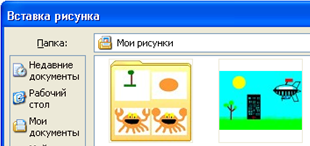 Вставка рисунка
Папка:
Мои рисунки
Недавние
документы
Рабочий
стол
Мои
документы